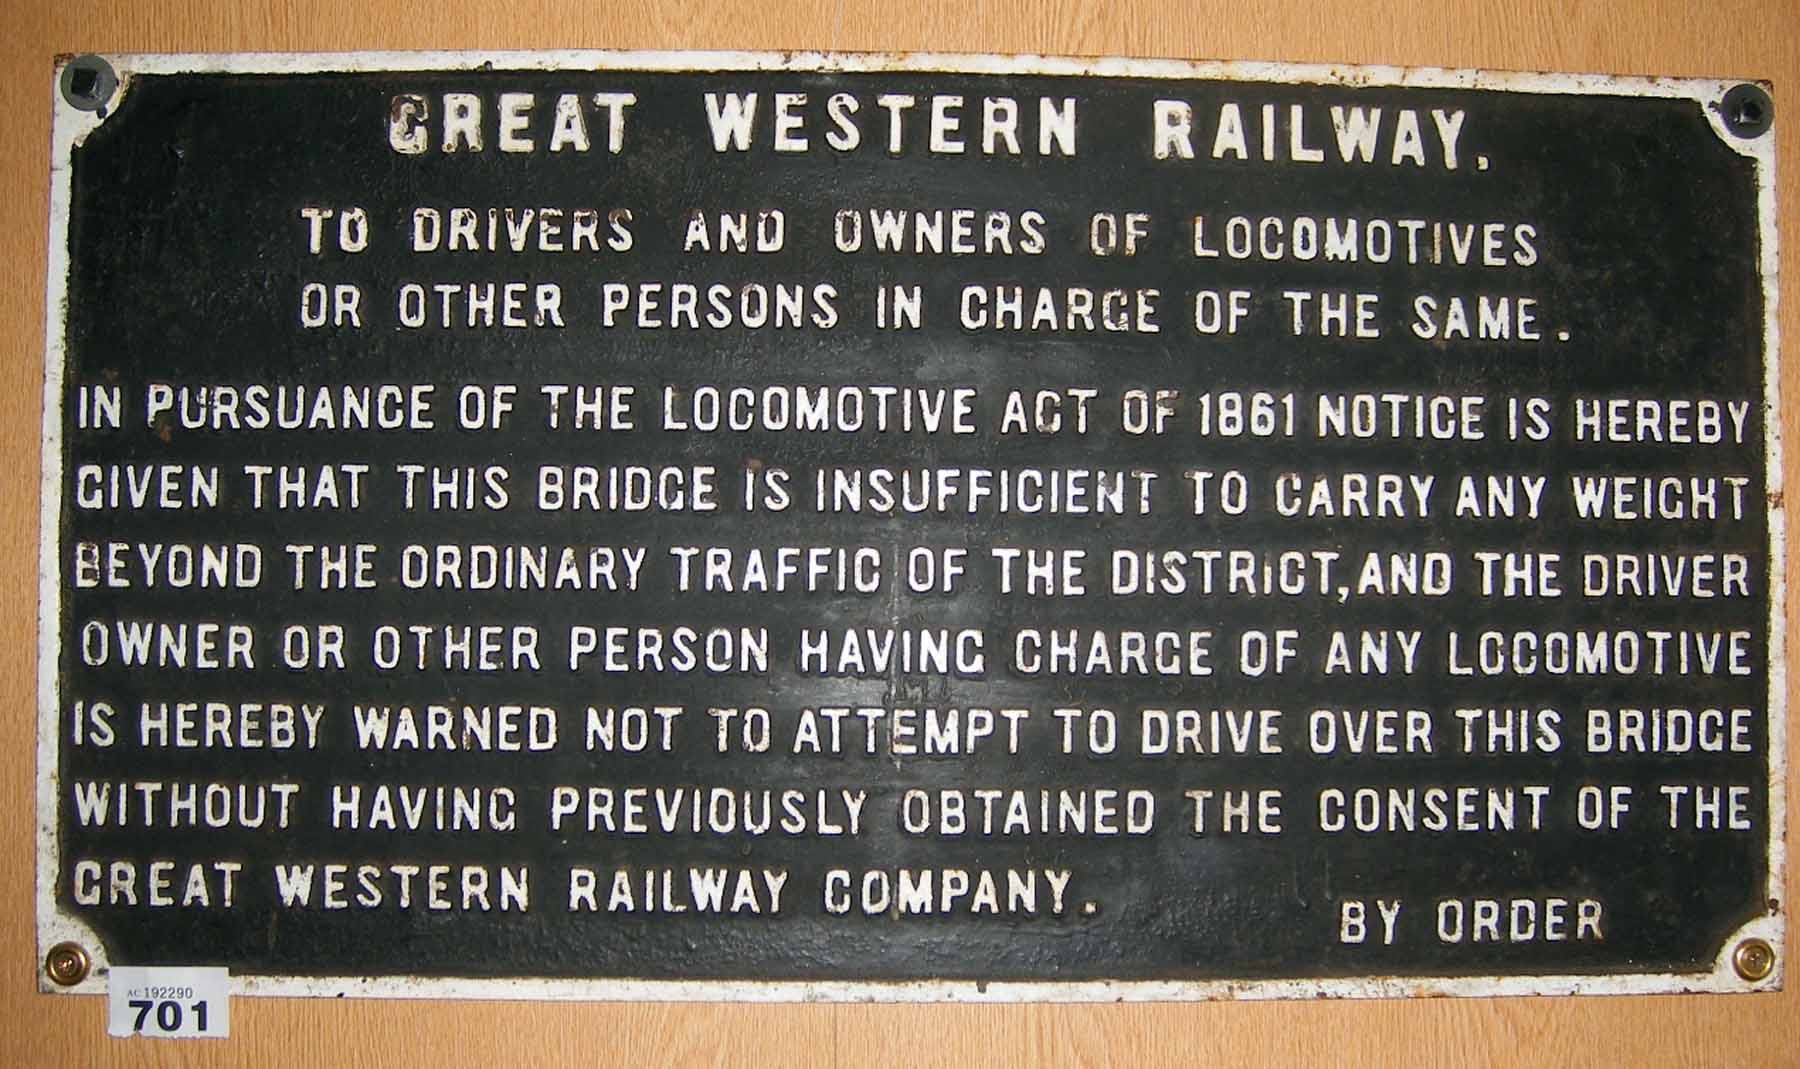 GREAT WESTERN RAILWAY.
TO DRIVERS AND OWNERS OF LOCOMOTIVES
OR OTHER PERSONS IN CHARGE OF THE SAME.
IN PURSUANCE OF THE LOCOMOTIVE ACT OF 1861 NOTICE IS HEREBY
GIVEN THAT THIS BRIDGE IS INSUFFICIENT TO CARRY ANY WEIGHT
BEYOND THE ORDINARY TRAFFIC OF THE DISTRICT, AND THE DRIVER
OWNER OR OTHER PERSON HAVING CHARGE OF ANY LOCOMOTIVE
IS HEREBY WARNED NOT TO ATTEMPT TO DRIVE OVER THIS BRIDGE
WITHOUT HAVING PREVIOUSLY OBTAINED THE CONSENT OF THE
GREAT WESTERN RAILWAY COMPANY.
BY ORDER
AC 192290
701